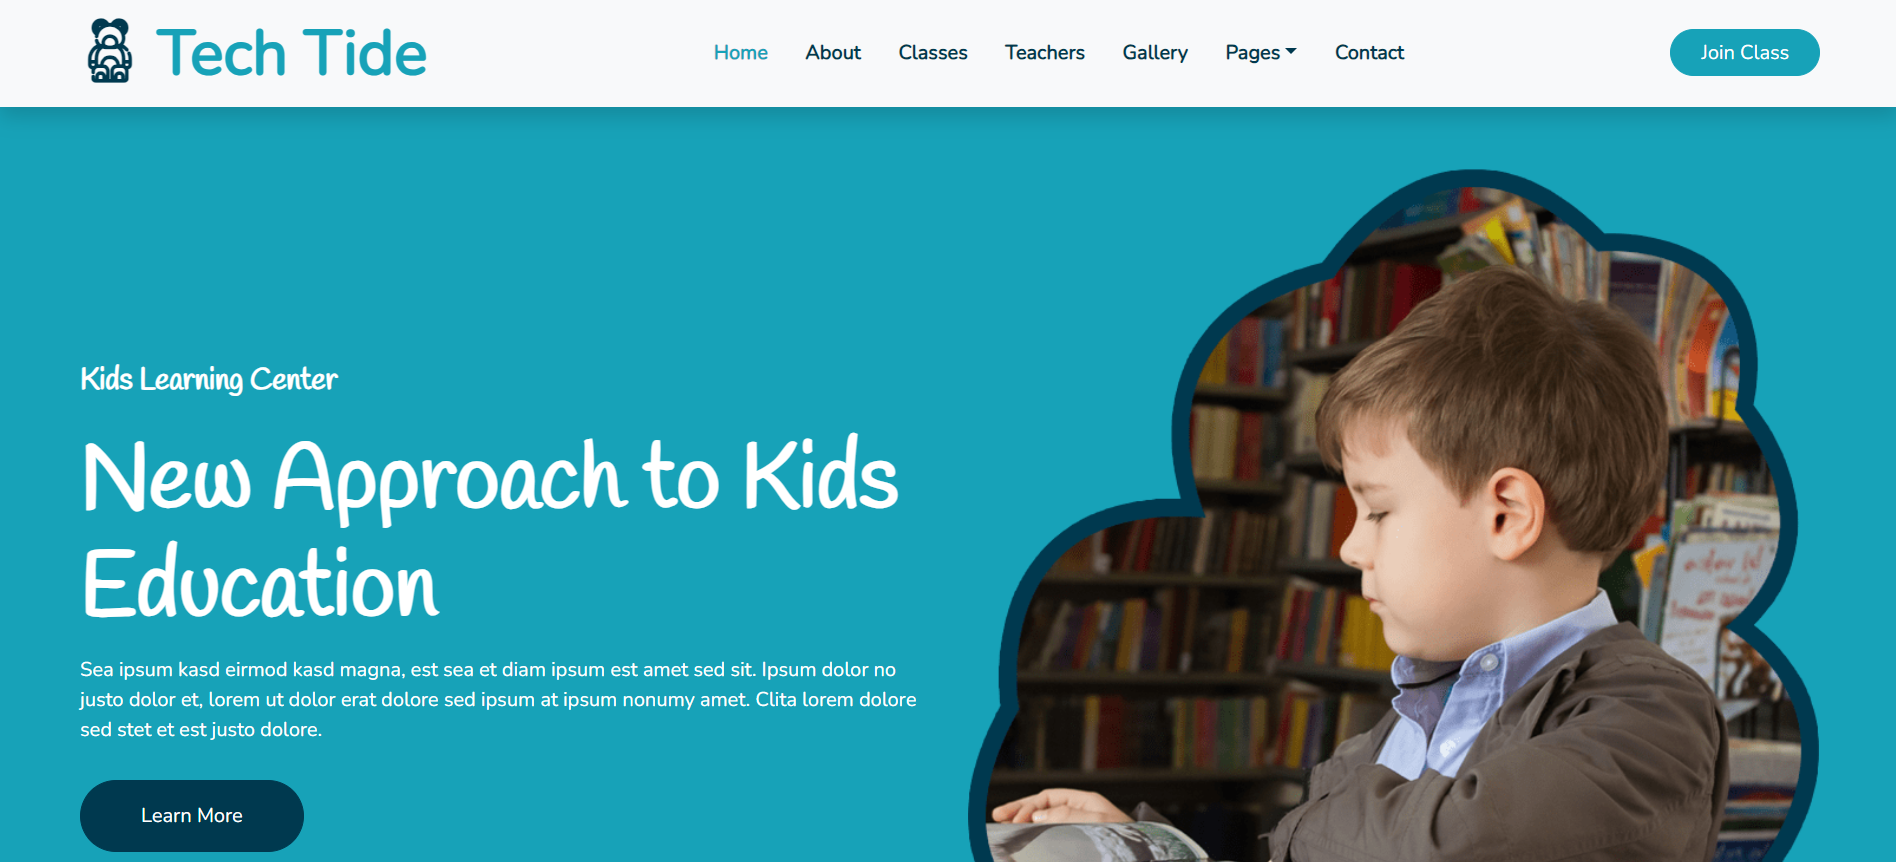 Tech Tide
Home About Classes Teachers Gallery Pages Contact
Join Class
Kids Learning Center
New Approach to Kids
Education
Sea ipsum kasd eirmod kasd magna, est sea et diam ipsum est amet sed sit. Ipsum dolor no
justo dolor et, lorem ut dolor erat dolore sed ipsum at ipsum nonumy amet. Clita lorem dolore
sed stet et est justo dolore.
Learn More